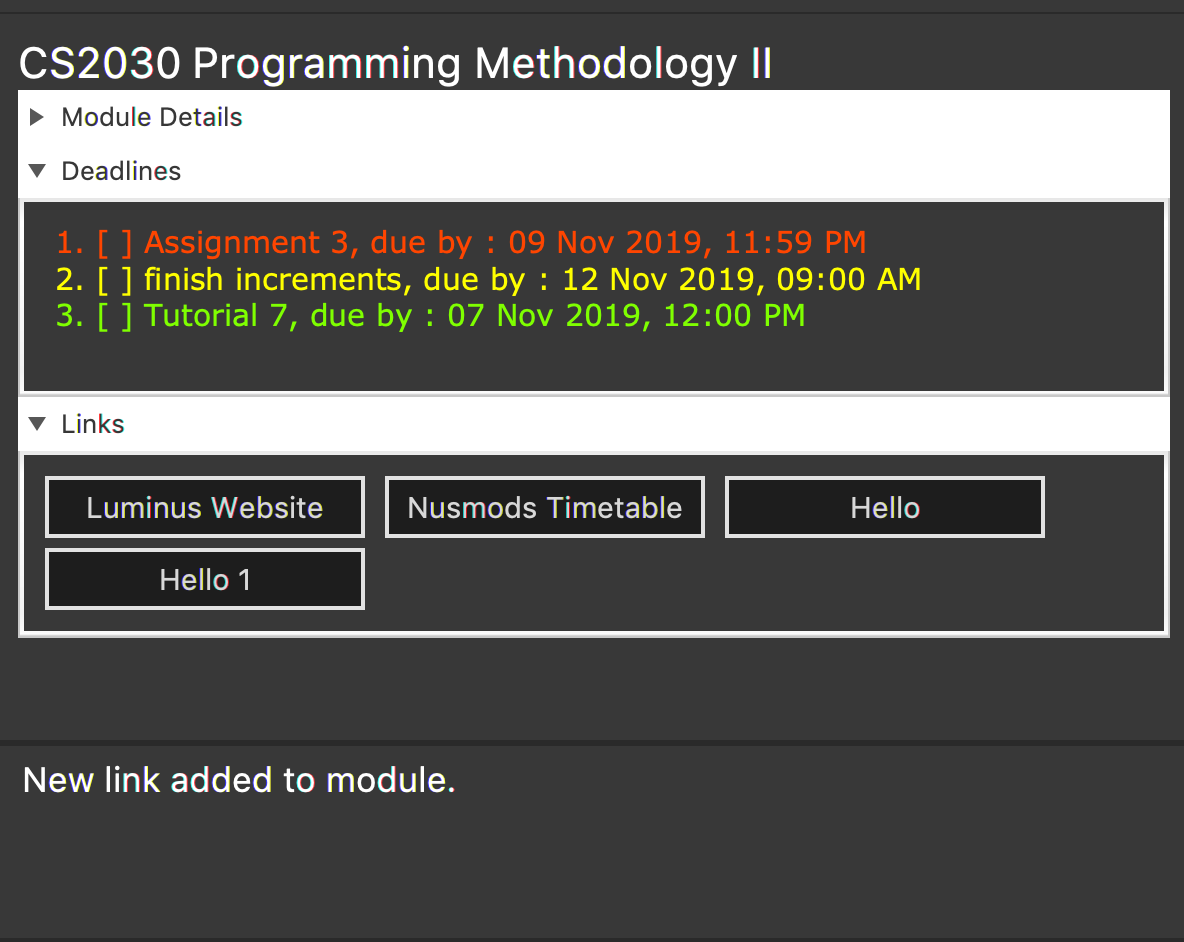 CS2030 Programming Methodology II
Module Details
Deadlines
1. [ ] Assignment 3, due by : 09 Nov 2019, 11:59 PM
2. [ ] finish increments, due by : 12 Nov 2019, 09:00 AM
3. [ ] Tutorial 7, due by : 07 Nov 2019, 12:00 PM
Links
Luminus Website Nusmods Timetable Hello
Hello 1
New link added to module.